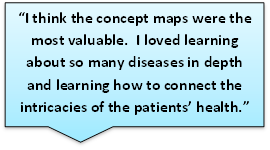 “I think the concept maps were the
most valuable.  I loved learning
about so many diseases in depth
and learning how to connect the
intricacies of the patients’ health.”